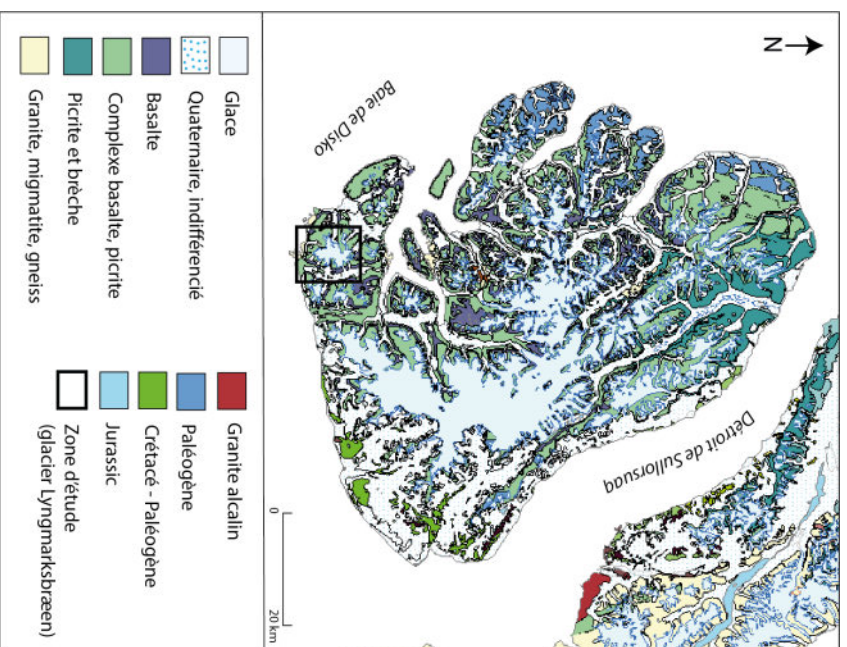 N
Baie de Disko
Détroit de Sullorsuaq
0
20 km
Glace
Quaternaire, indifférencié
Basalte
Complexe basalte, picrite
Picrite et brèche
Granite, migmatite, gneiss
Granite alcalin
Paléogène
Crétacé - Paléogène
Jurassic
Zone d'étude
(glacier Lyngmarksbræen)